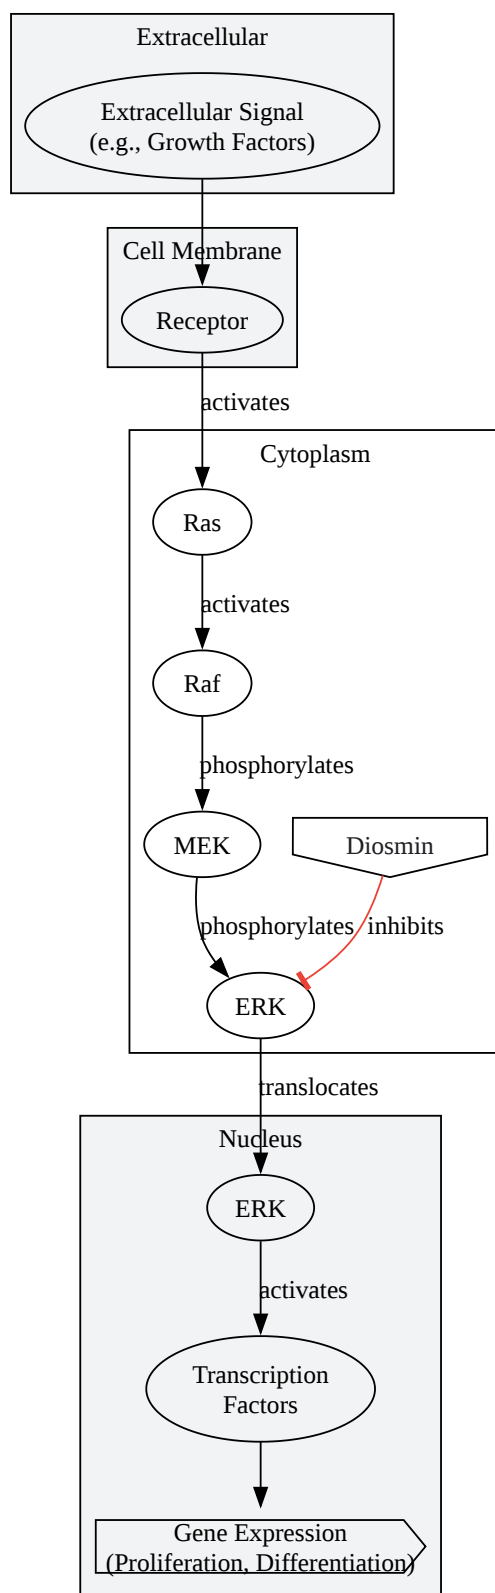 Extracellular
Extracellular Signal
(e.g., Growth Factors)
Cell Membrane
Receptor
activates
Cytoplasm
Ras
activates
Raf
phosphorylates
MEK
Diosmin
phosphorylates
inhibits
ERK
translocates
Nucleus
ERK
activates
Transcription
Factors
Gene Expression
(Proliferation, Differentiation)